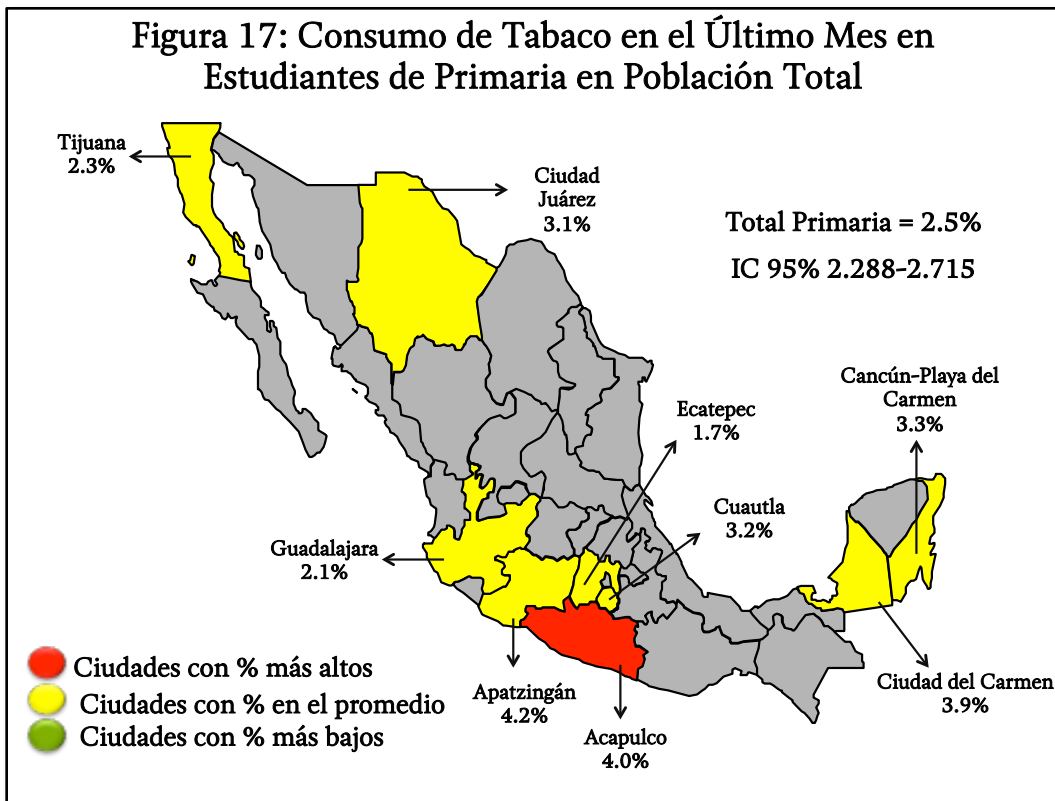 Figura 17: Consumo de Tabaco en el Último Mes en
Estudiantes de Primaria en Población Total
Tijuana
2.3%
Ciudad
Juárez
3.1%
Total Primaria = 2.5%
IC 95% 2.288-2.715
Cancún-Playa del
Carmen
3.3%
Ecatepec
1.7%
Cuautla
3.2%
Guadalajara
2.1%
Ciudades con % más altos
Ciudades con % en el promedio
Ciudades con % más bajos
Apatzingán
4.2%
Acapulco
4.0%
Ciudad del Carmen
3.9%